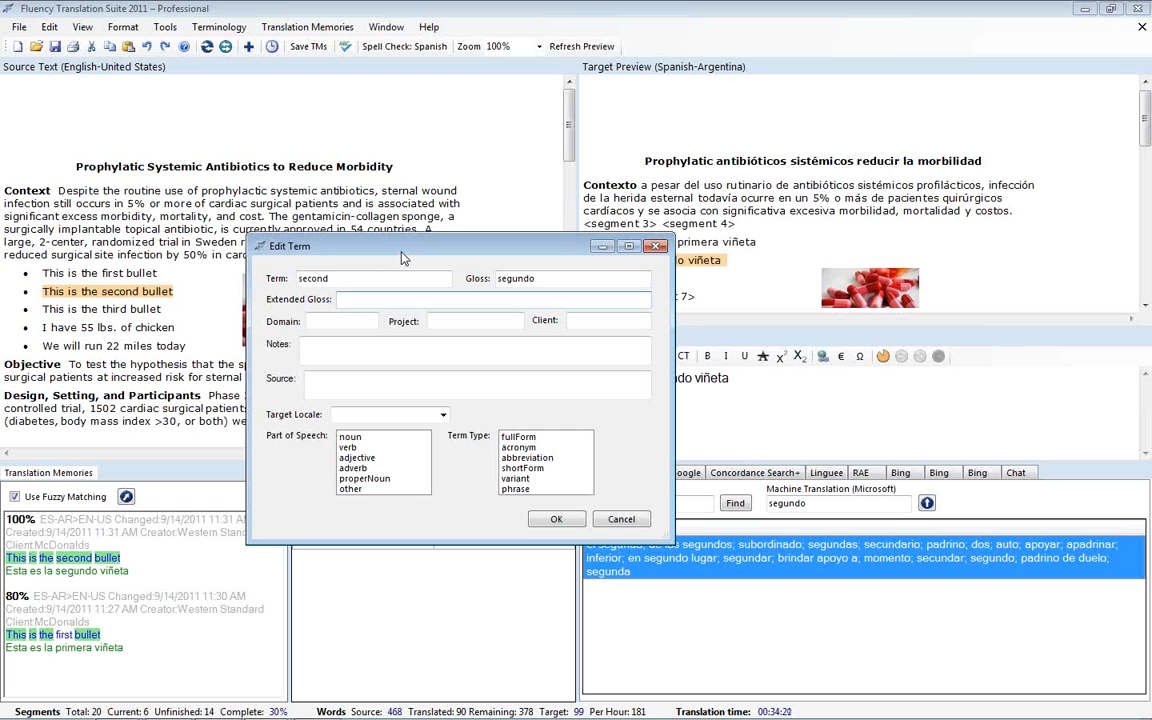 Fluency Translation Suite 2011 – Professional
File Edit View Format Tools Terminology Translation Memories Window Help
Save TMs Spell Check: Spanish Zoom 100% Refresh Preview
Source Text (English-United States)
Prophylatic Systemic Antibiotics to Reduce Morbidity
Context Despite the routine use of prophylactic systemic antibiotics, sternal wound
infection still occurs in 5% or more of cardiac surgical patients and is associated with
significant excess morbidity, mortality, and cost. The gentamicin-collagen sponge, a
surgically implantable topical antibiotic, is currently approved in 54 countries. A
large, 2-center, randomized trial in Sweden r
reduced surgical site infection by 50% in card
• This is the first bullet
• This is the second bullet
• This is the third bullet
• I have 55 lbs. of chicken
• We will run 22 miles today
Objective To test the hypothesis that the sp
surgical patients at increased risk for sternal
Design, Setting, and Participants Phase
controlled trial, 1502 cardiac surgical patients
(diabetes, body mass index >30, or both) we
Target Preview (Spanish-Argentina)
Prophylatic antibióticos sistémicos reducir la morbilidad
Contexto a pesar del uso rutinario de antibióticos sistémicos profilácticos, infección
de la herida esternal todavía ocurre en un 5% o más de pacientes quirúrgicos
cardíacos y se asocia con significativa excesiva morbilidad, mortalidad y costos.
<segment 3> <segment 4>
primera viñeta
o viñeta
t 7>
Edit Term
Term: second Gloss: segundo
Extended Gloss:
Domain: Project: Client:
Notes:
Source:
Target Locale:
Part of Speech:
noun
verb
adjective
adverb
properNoun
other
Term Type:
fullForm
acronym
abbreviation
shortForm
variant
phrase
OK Cancel
CT B I U A X² X₂ € Ω
do viñeta
Translation Memories
Use Fuzzy Matching
100% ES-AR>EN-US Changed:9/14/2011 11:31 AM
Created:9/14/2011 11:31 AM Creator:Western Standard
Client:McDonalds
This is the second bullet
Esta es la segundo viñeta
80% ES-AR>EN-US Changed:9/14/2011 11:30 AM
Created:9/14/2011 11:27 AM Creator:Western Standard
Client:McDonalds
This is the first bullet
Esta es la primera viñeta
oogle Concordance Search+ Linguee RAE Bing Bing Bing Chat
Machine Translation (Microsoft)
Find segundo
el segundo; de los segundos; subordinado; segundas; secundario; padrino; dos; auto; apoyar; apadrinar;
inferior; en segundo lugar; segundar; brindar apoyo a; momento; secundar; segundo; padrino de duelo;
segunda
Segments Total: 20 Current: 6 Unfinished: 14 Complete: 30% Words Source: 468 Translated: 90 Remaining: 378 Target: 99 Per Hour: 181 Translation time: 00:34:20